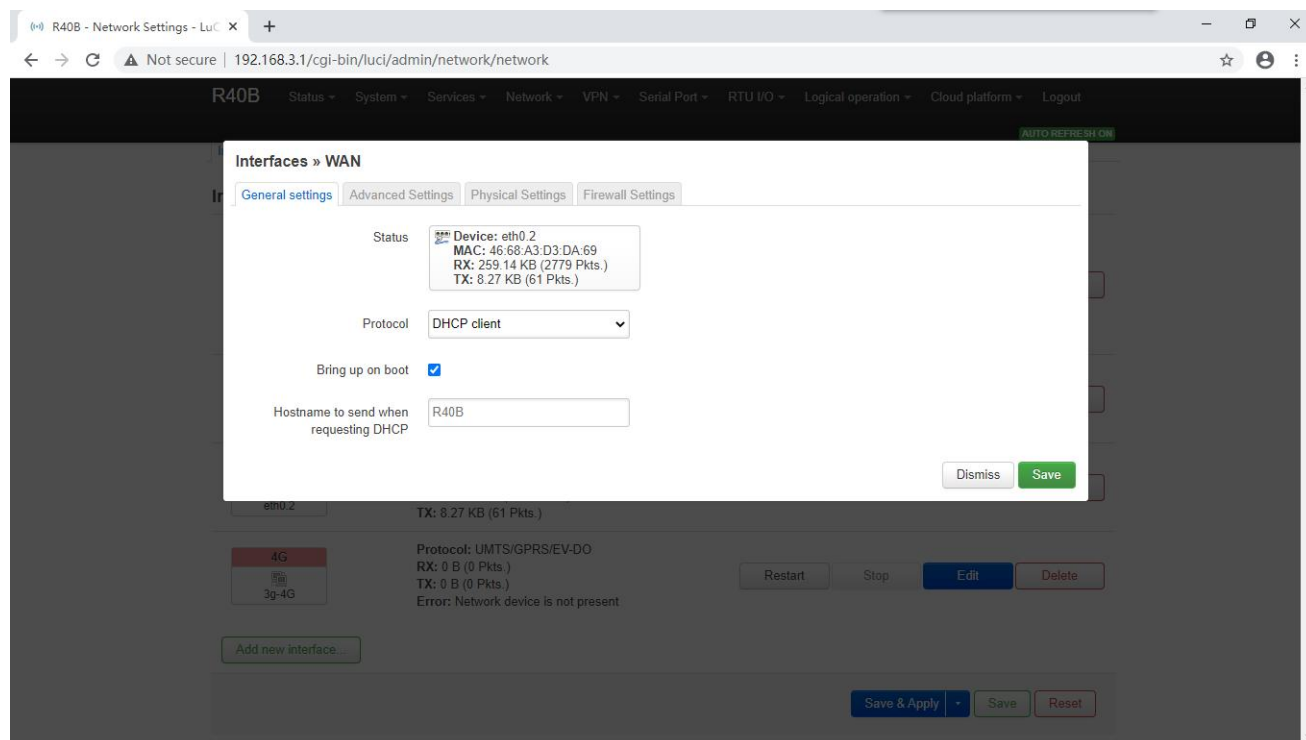 R40B - Network Settings - LuC
Not secure | 192.168.3.1/cgi-bin/luci/admin/network/network
R40B Status System Services Network VPN Serial Port RTU I/O Logical operation Cloud platform Logout
AUTO REFRESH ON
Interfaces » WAN
General settings Advanced Settings Physical Settings Firewall Settings
Status
Device: eth0.2
MAC: 46:68:A3:D3:DA:69
RX: 259.14 KB (2779 Pkts.)
TX: 8.27 KB (61 Pkts.)
Protocol DHCP client
Bring up on boot
Hostname to send when requesting DHCP
R40B
Dismiss Save
eth0.2
TX: 8.27 KB (61 Pkts.)
4G
3g-4G
Protocol: UMTS/GPRS/EV-DO
RX: 0 B (0 Pkts.)
TX: 0 B (0 Pkts.)
Error: Network device is not present
Restart Stop Edit Delete
Add new interface...
Save & Apply Save Reset